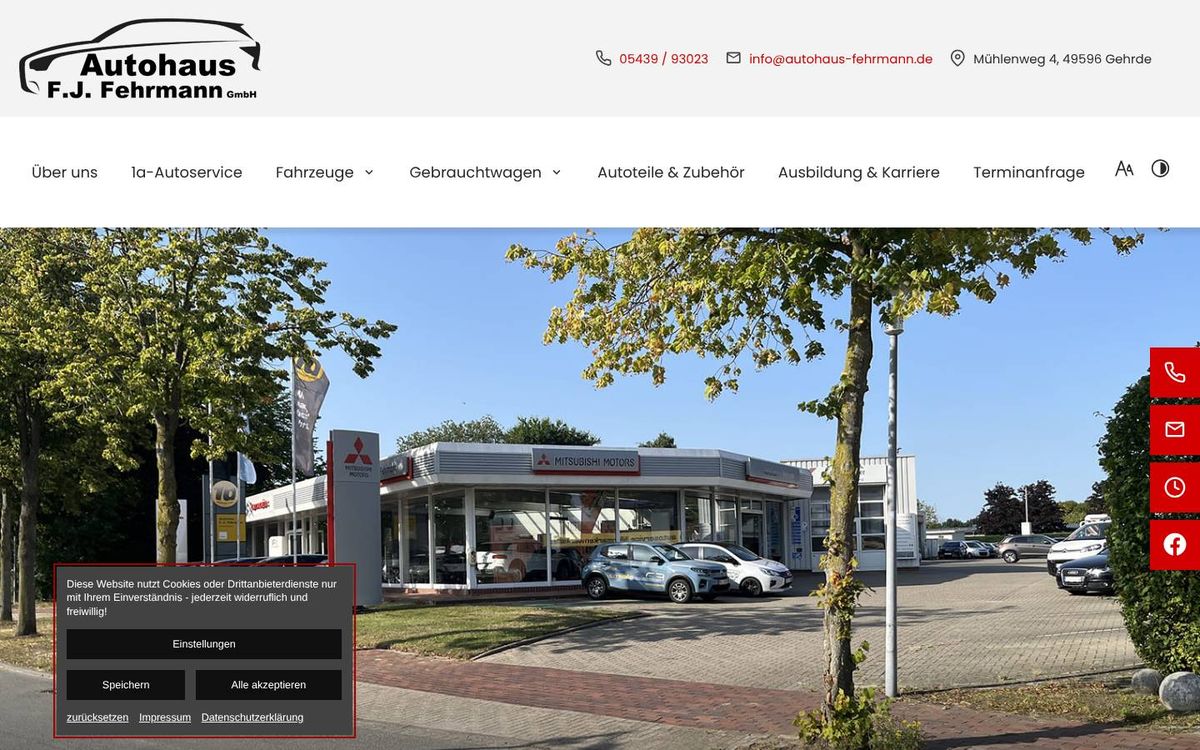 Autohaus
F.J. Fehrmann GmbH
05439 / 93023
info@autohaus-fehrmann.de
Mühlenweg 4, 49596 Gehrde
Über uns
1a-Autoservice
Fahrzeuge
Gebrauchtwagen
Autoteile & Zubehör
Ausbildung & Karriere
Terminanfrage
MITSUBISHI
MOTORS
MITSUBISHI MOTORS
Diese Website nutzt Cookies oder Drittanbieterdienste nur
mit Ihrem Einverständnis - jederzeit widerruflich und
freiwillig!
Einstellungen
Speichern
Alle akzeptieren
zurücksetzen
Impressum
Datenschutzerklärung